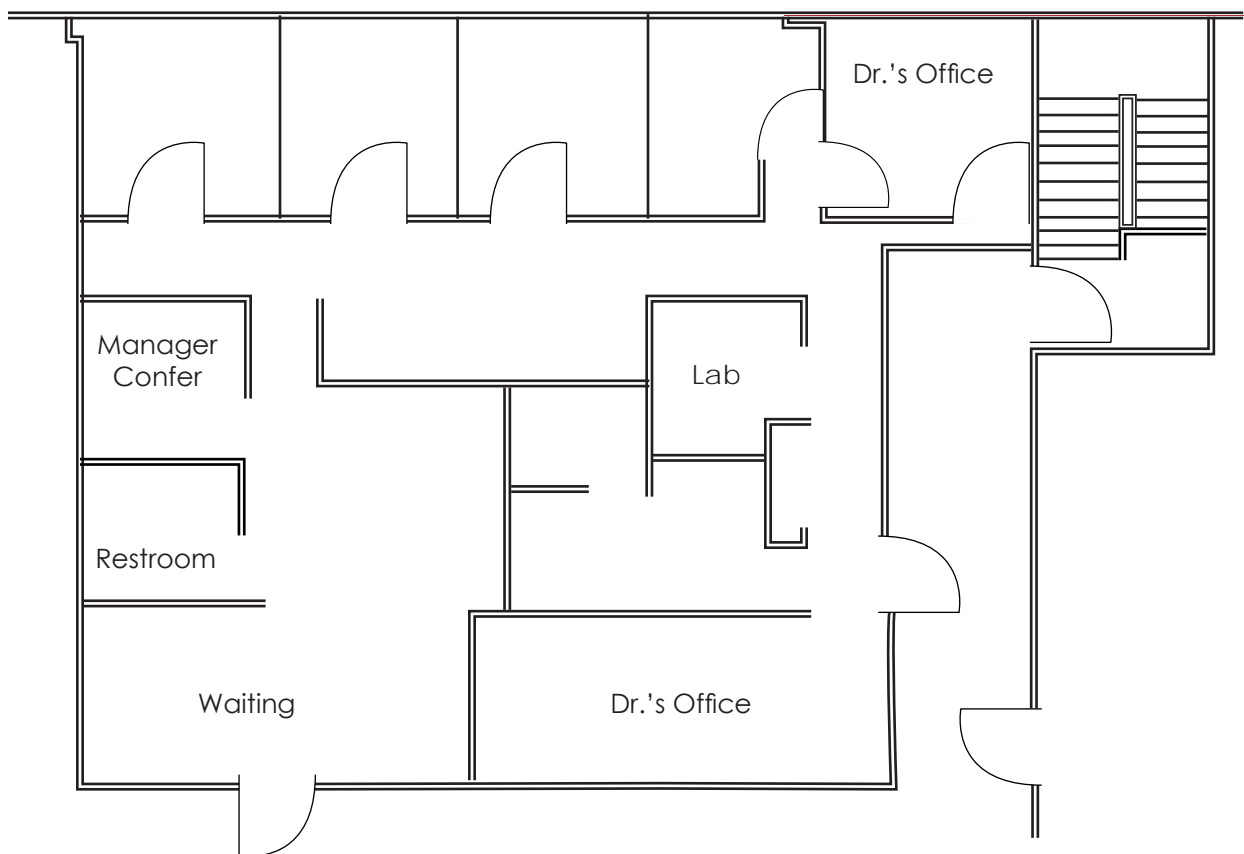 Dr.'s Office
Manager
Confer
Lab
Restroom
Waiting
Dr.'s Office